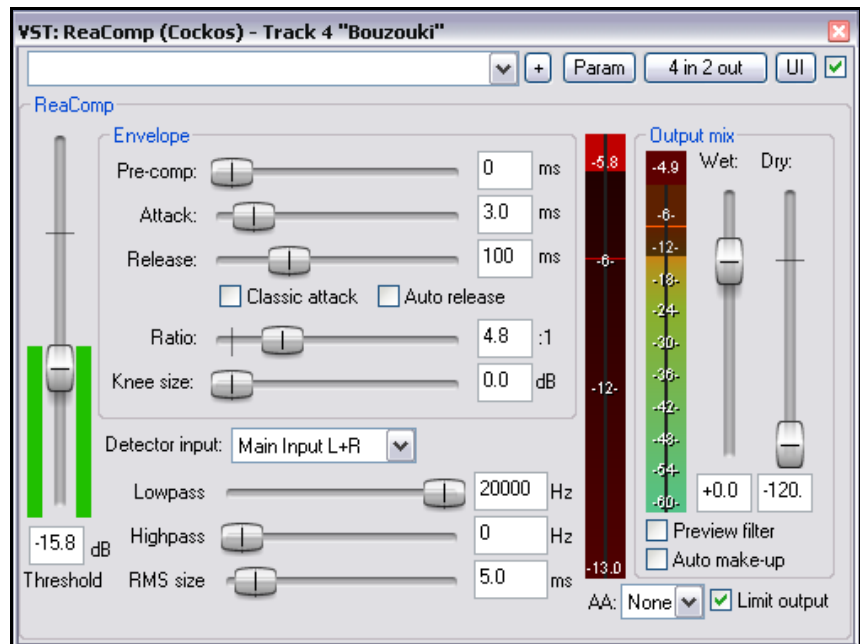 VST: ReaComp (Cockos) - Track 4 "Bouzouki"
+ Param 4 in 2 out UI
ReaComp
Envelope
Pre-comp: 0 ms
Attack: 3.0 ms
Release: 100 ms
Classic attack Auto release
Ratio: 4.8 :1
Knee size: 0.0 dB
Detector input: Main Input L+R
Lowpass 20000 Hz
Highpass 0 Hz
RMS size 5.0 ms
-15.8 dB
Threshold
-5.8
-6-
-12-
-13.0
Output mix
Wet: Dry:
-4.9
-6-
-12-
-18-
-24-
-30-
-36-
-42-
-48-
-54-
-60-
+0.0 -120.
Preview filter
Auto make-up
AA: None Limit output